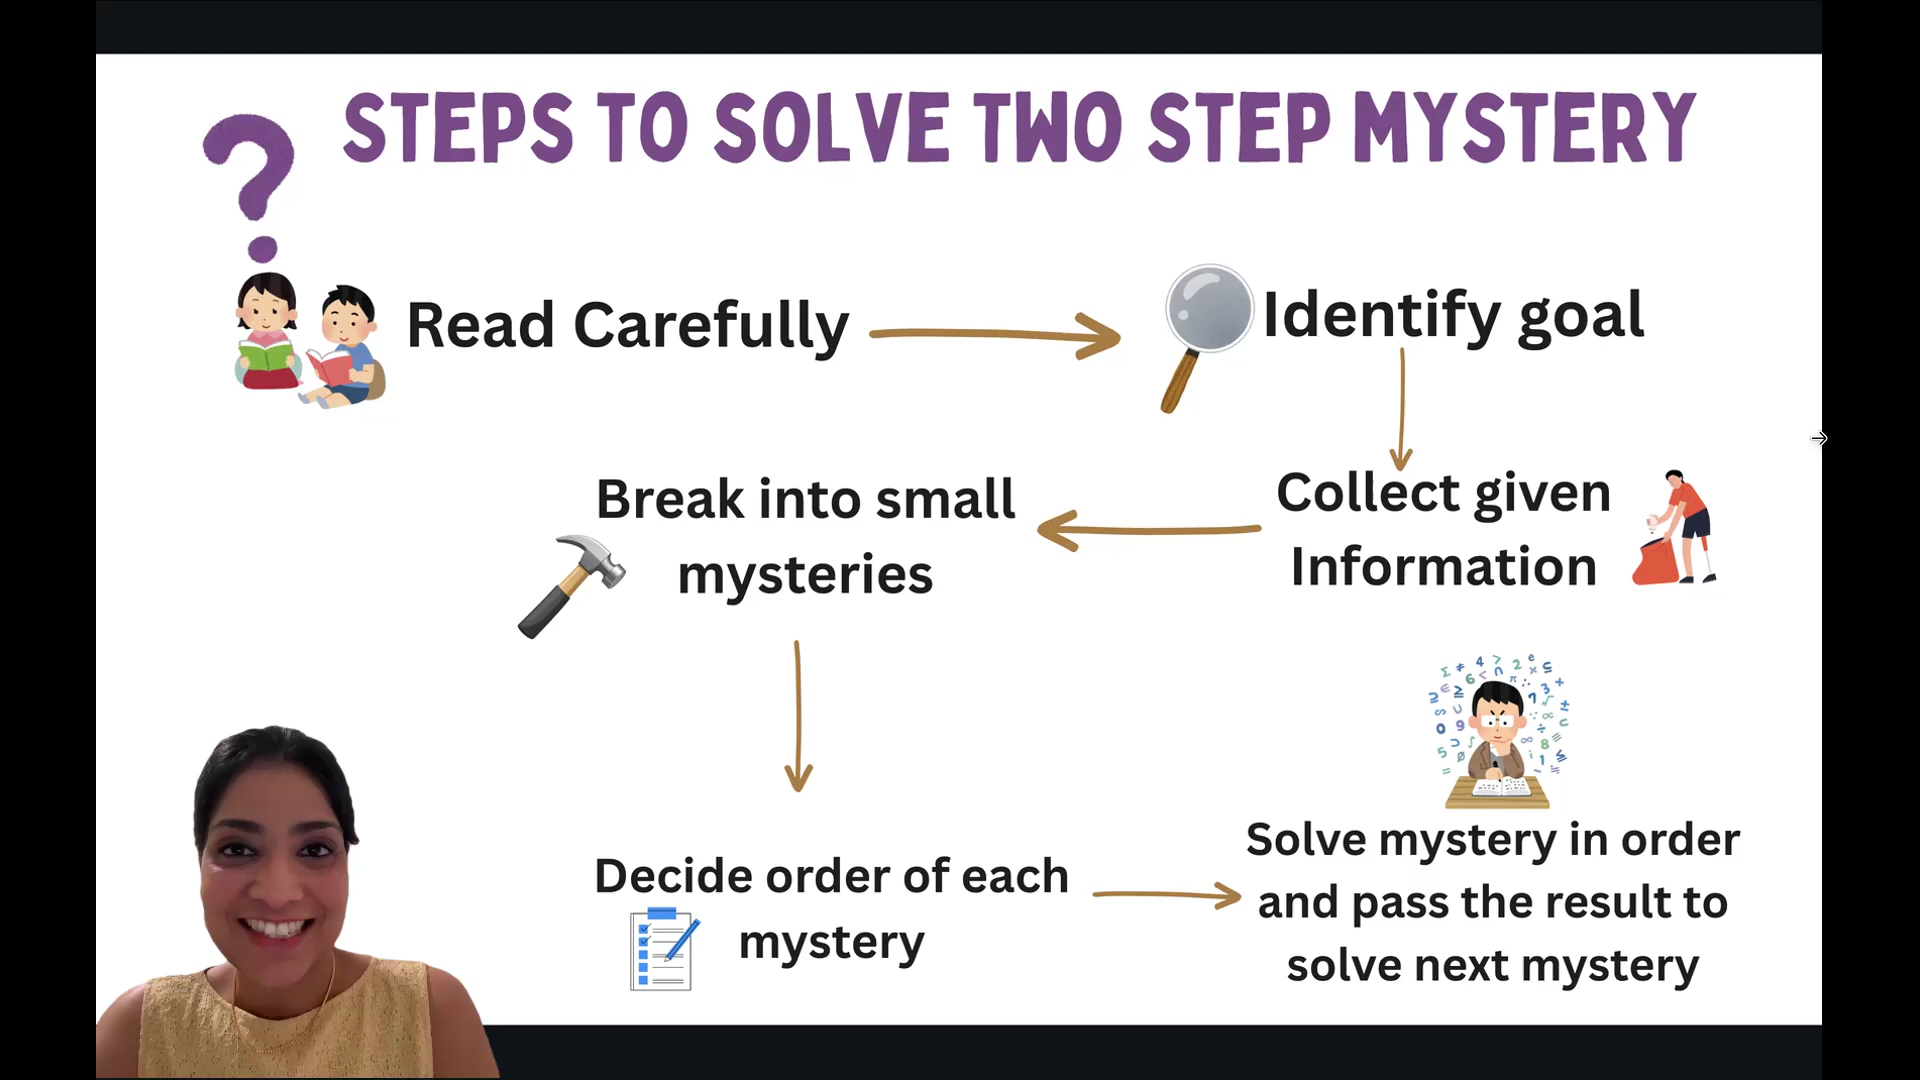 STEPS TO SOLVE TWO STEP MYSTERY
Read Carefully
Identify goal
Collect given
Information
Break into small
mysteries
Decide order of each
mystery
Solve mystery in order
and pass the result to
solve next mystery